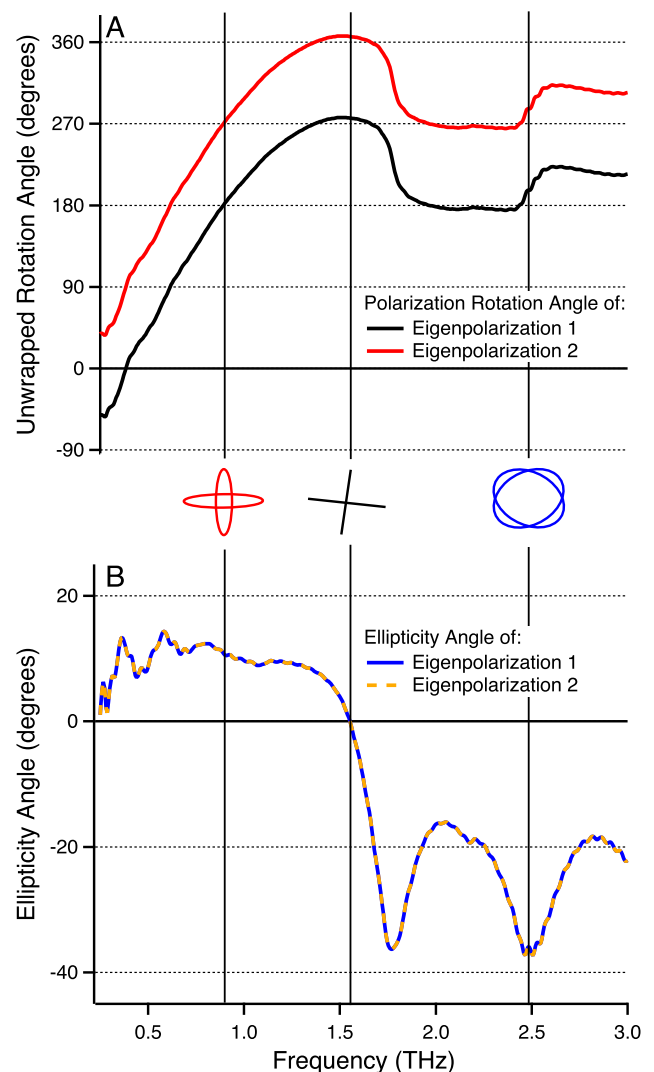 A
Unwrapped Rotation Angle (degrees)
360
270
180
90
0
-90
Polarization Rotation Angle of:
Eigenpolarization 1
Eigenpolarization 2
B
Ellipticity Angle (degrees)
20
0
-20
-40
Ellipticity Angle of:
Eigenpolarization 1
Eigenpolarization 2
0.5 1.0 1.5 2.0 2.5 3.0
Frequency (THz)